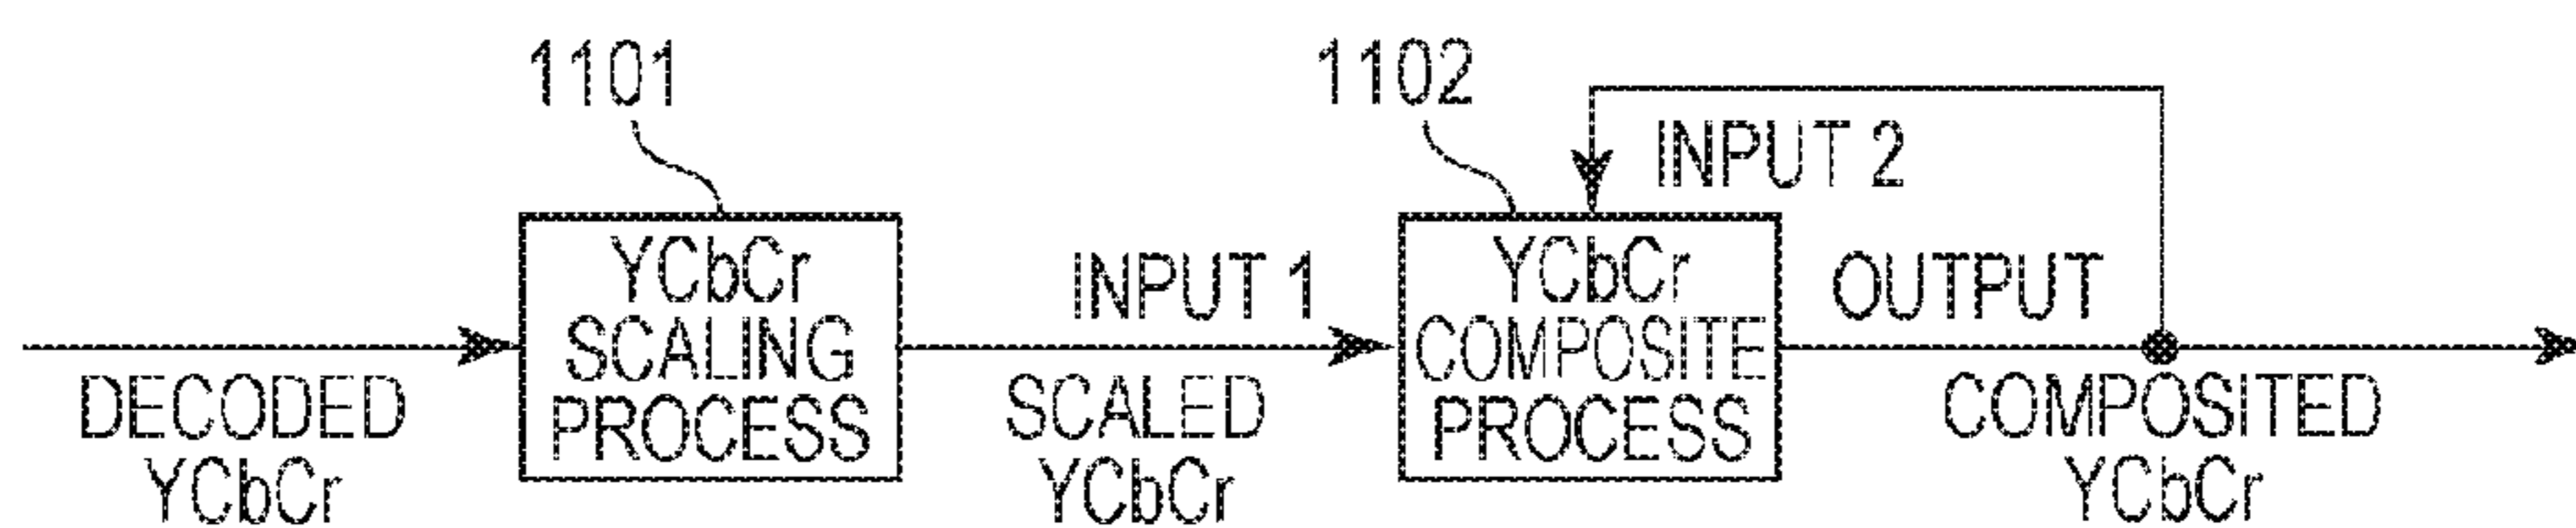 1101
1102
INPUT 2
YCbCr
SCALING
PROCESS
INPUT 1
YCbCr
COMPOSITE
PROCESS
OUTPUT
DECODED
YCbCr
SCALED
YCbCr
COMPOSITED
YCbCr